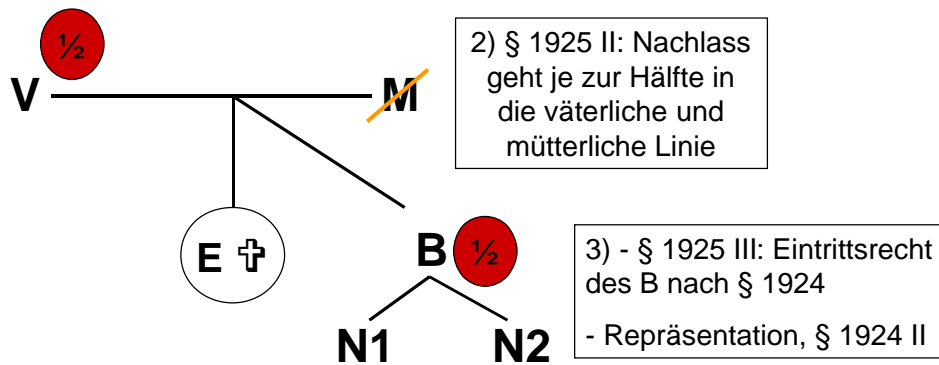 ½
V M
2) § 1925 II: Nachlass
geht je zur Hälfte in
die väterliche und
mütterliche Linie
E ✞
B ½
3) - § 1925 III: Eintrittsrecht
des B nach § 1924
- Repräsentation, § 1924 II
N1 N2